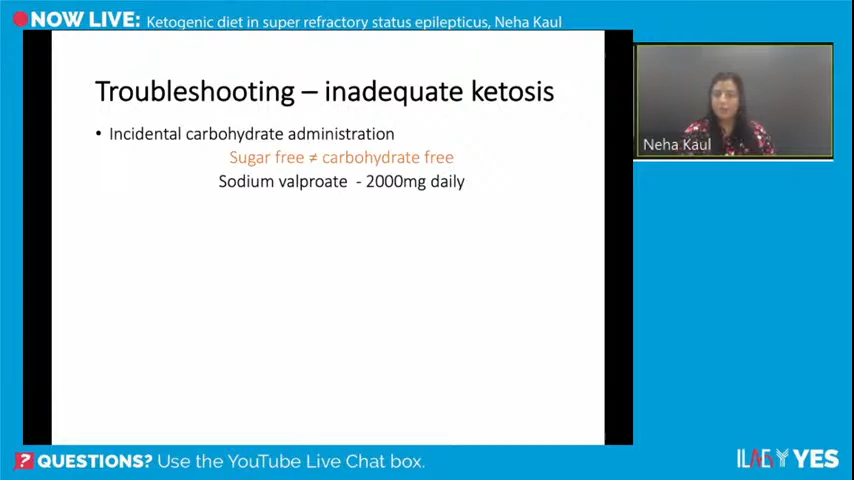 NOW LIVE: Ketogenic diet in super refractory status epilepticus, Neha Kaul
Troubleshooting – inadequate ketosis
• Incidental carbohydrate administration
Sugar free ≠ carbohydrate free
Sodium valproate - 2000mg daily
Neha Kaul
? QUESTIONS? Use the YouTube Live Chat box.
ILAE YES